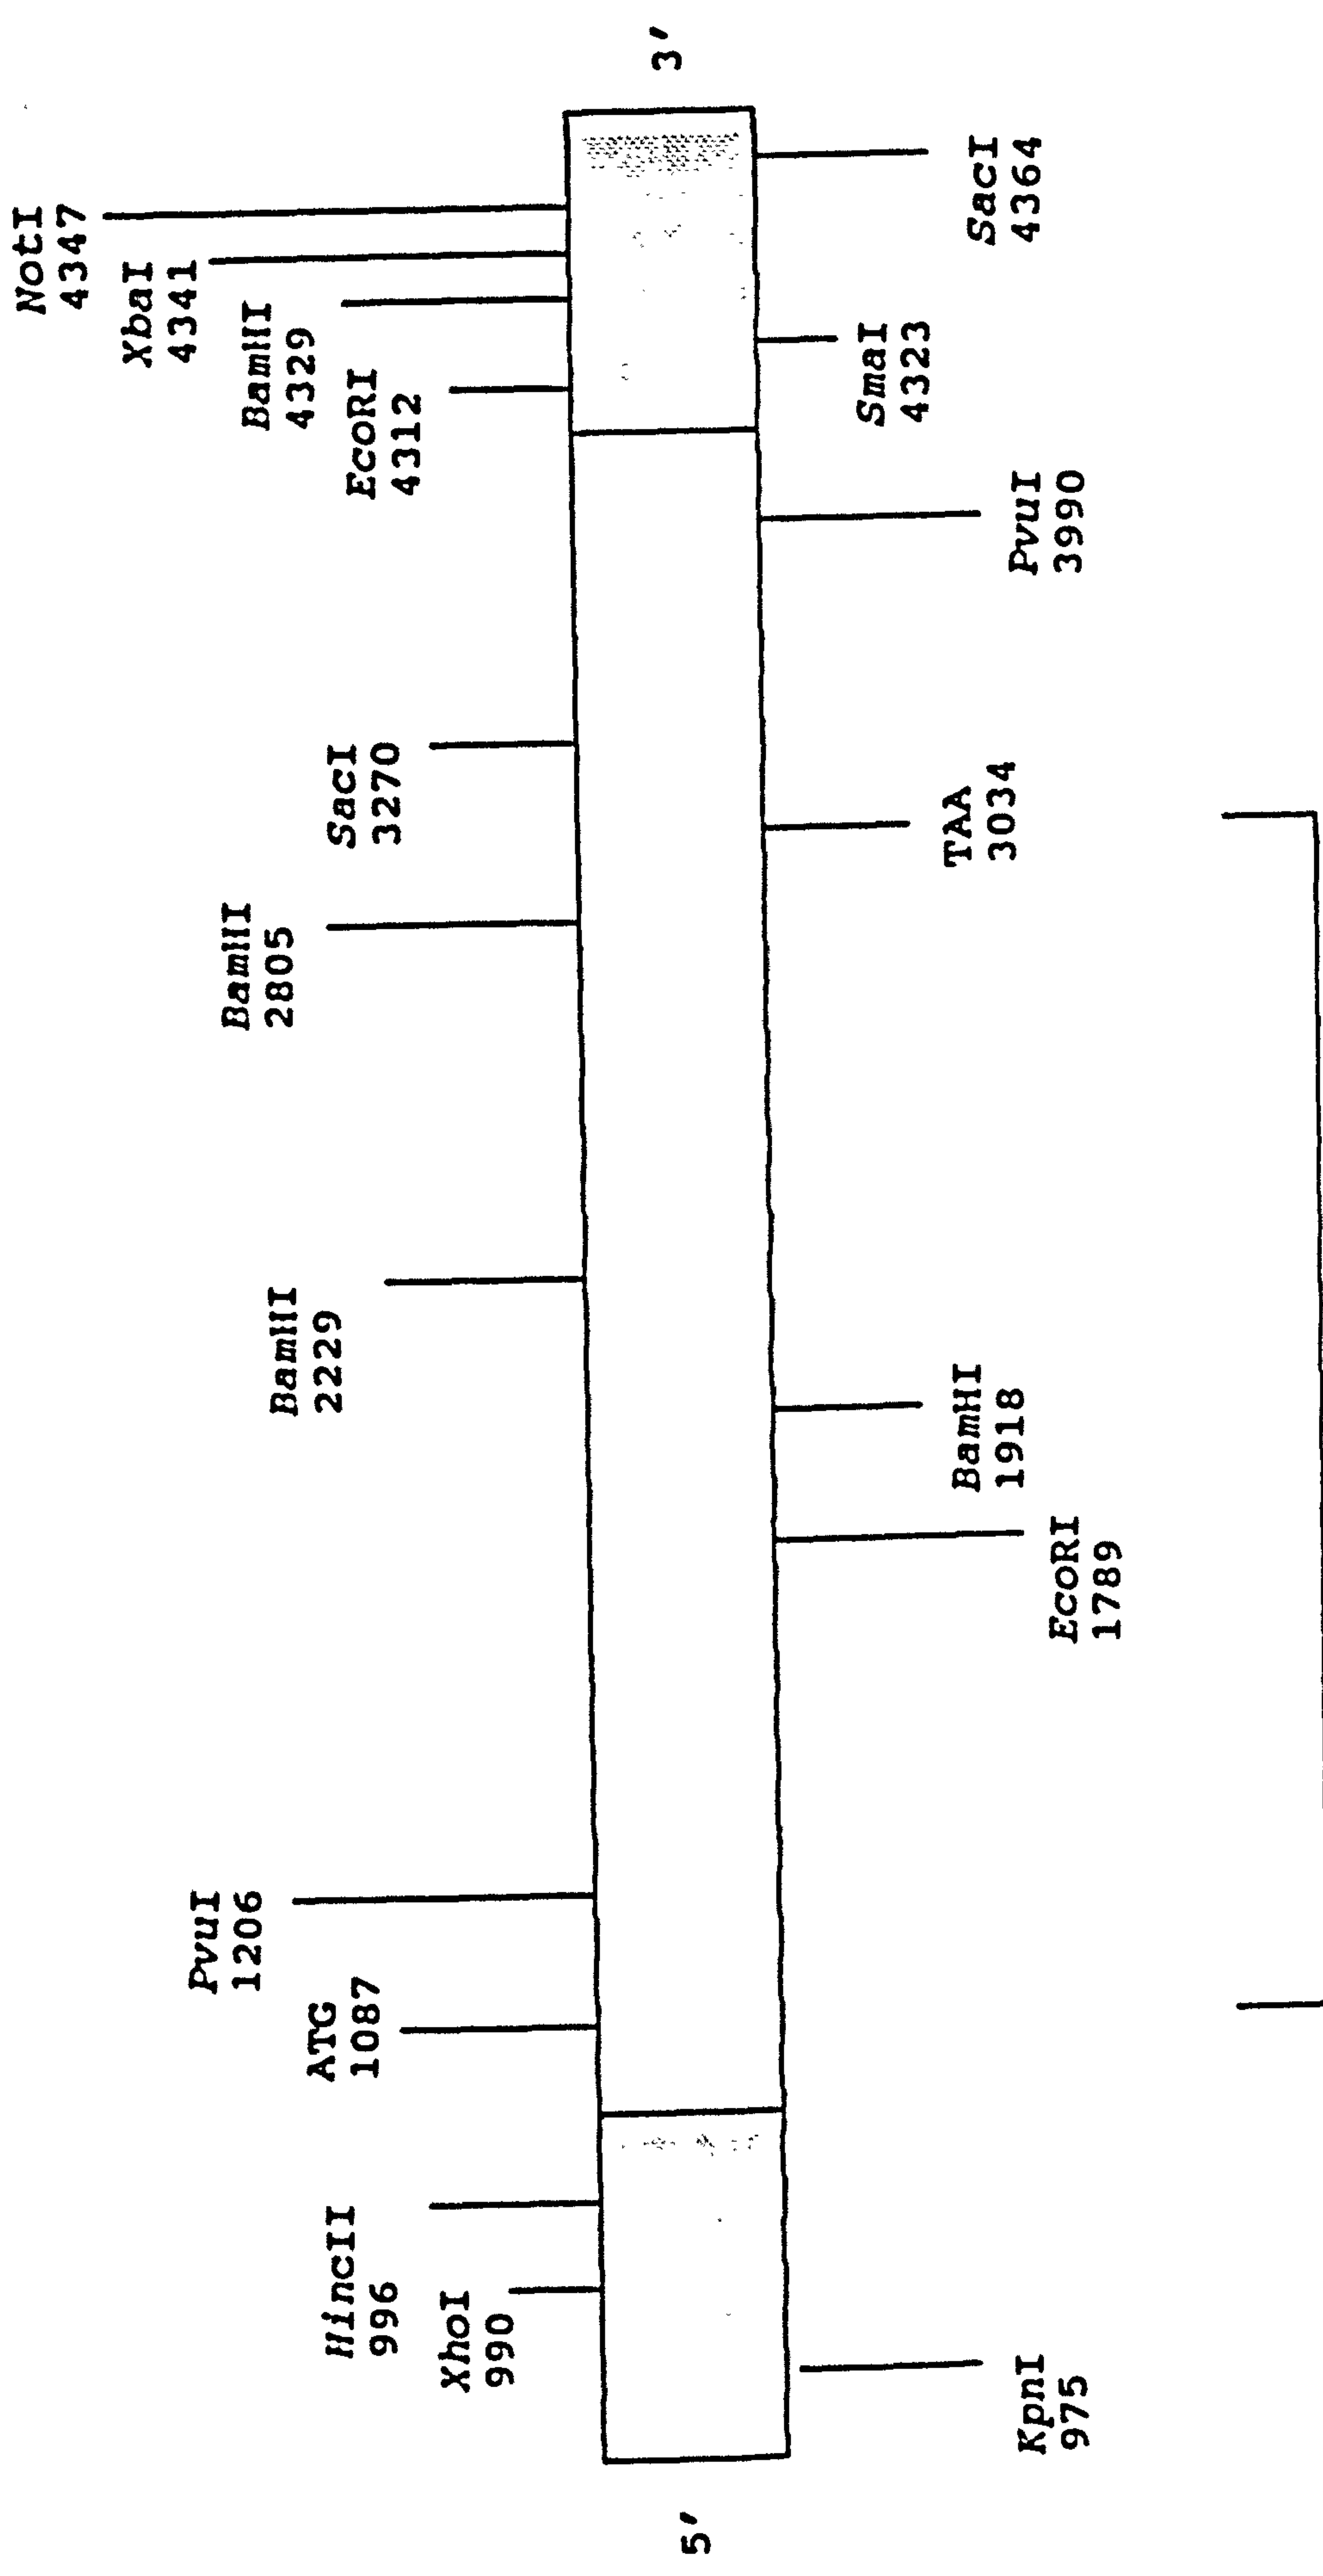 5'
KpnI
975
XhoI
990
HincII
996
ATG
1087
PvuI
1206
EcoRI
1789
BamHI
1918
BamHI
2229
BamHI
2805
TAA
3034
SacI
3270
PvuI
3990
EcoRI
4312
SmaI
4323
BamHI
4329
XbaI
4341
NotI
4347
SacI
4364
3'